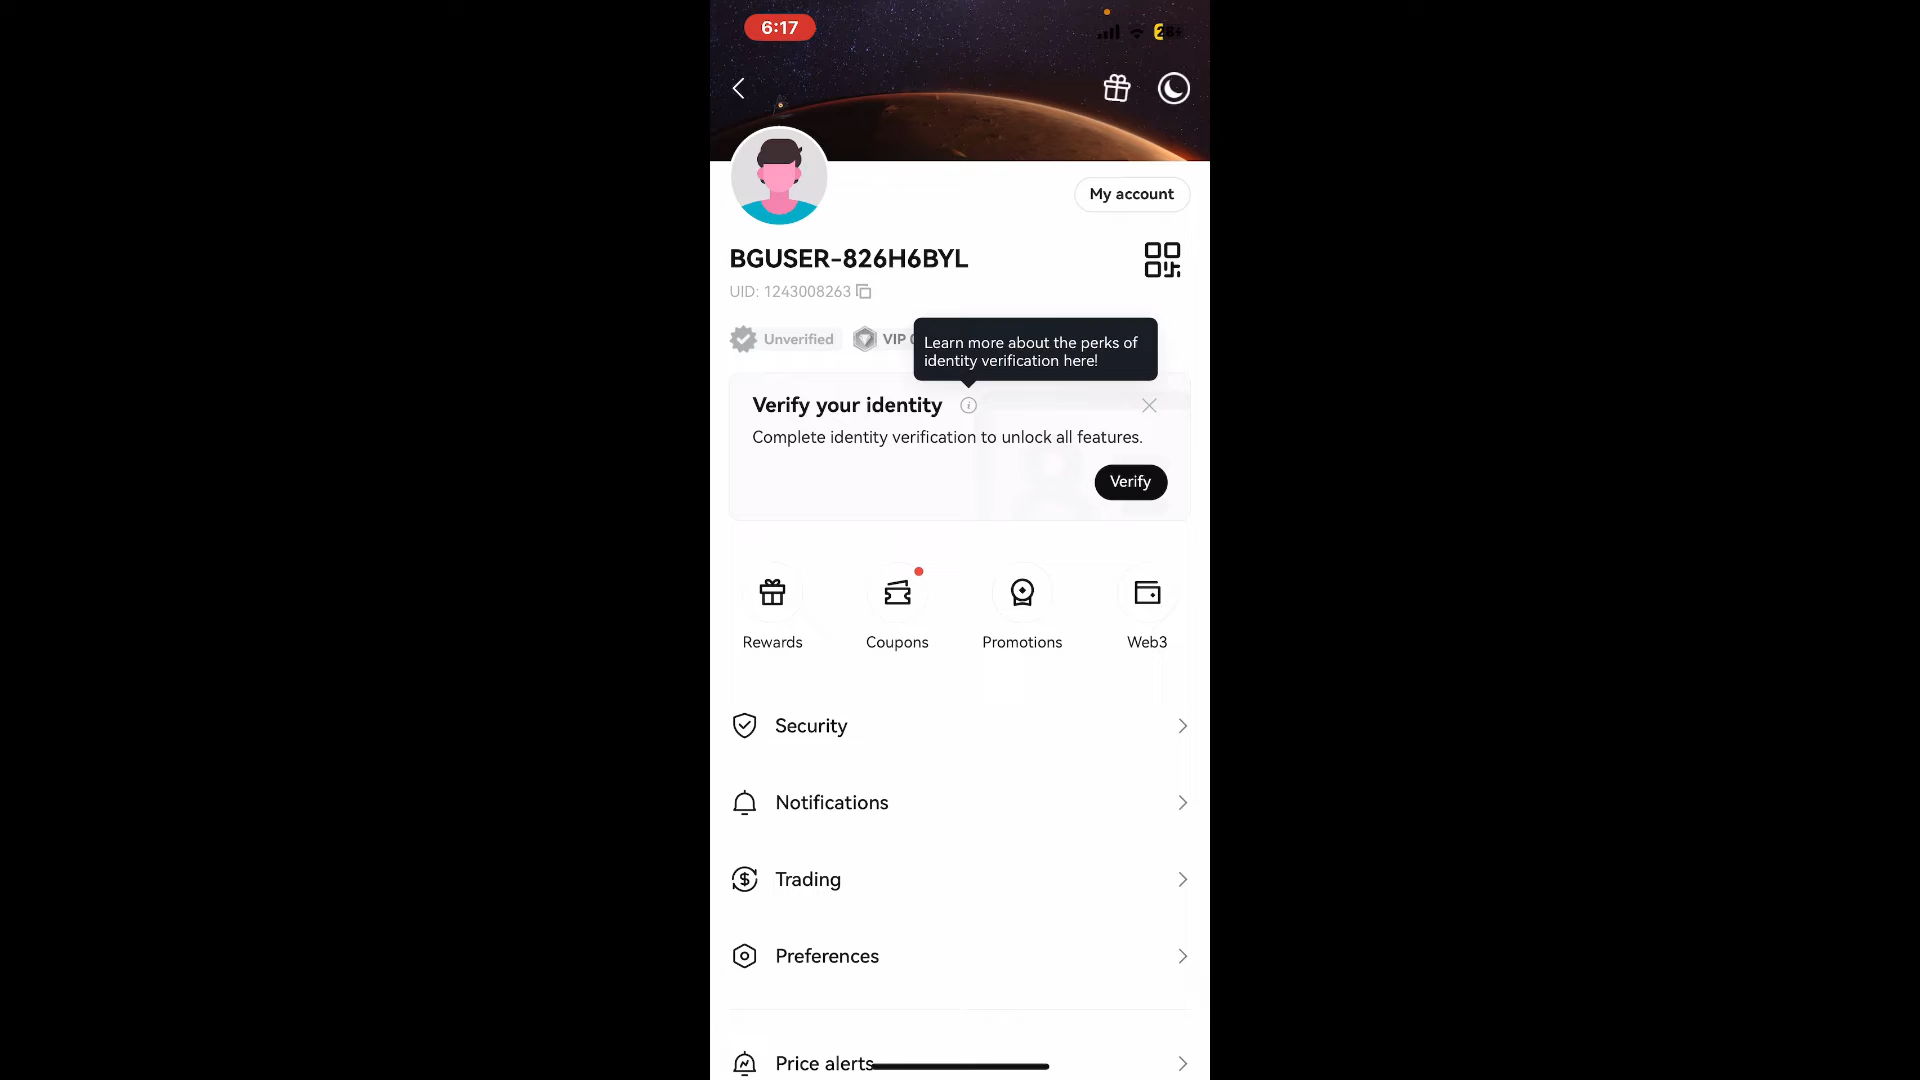 6:17
My account
BGUSER-826H6BYL
UID: 1243008263
Unverified
VIP
Learn more about the perks of
identity verification here!
Verify your identity
Complete identity verification to unlock all features.
Verify
Rewards
Coupons
Promotions
Web3
Security
Notifications
Trading
Preferences
Price alerts